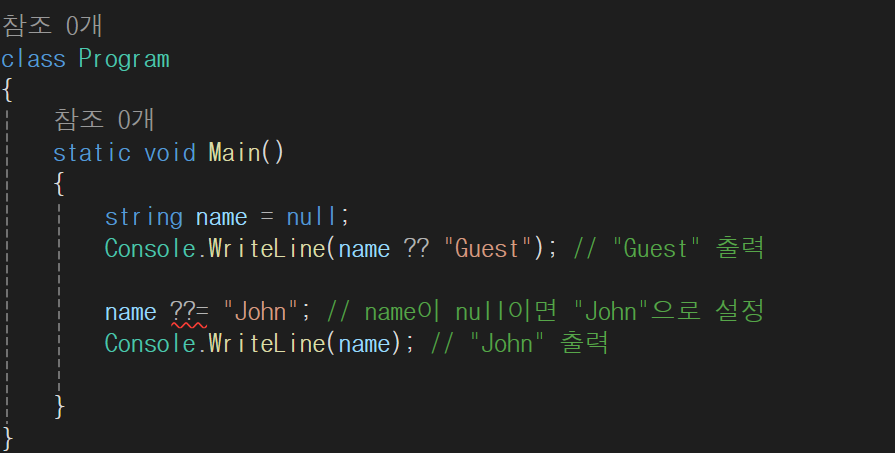 참조 0개
class Program
{
참조 0개
static void Main()
{
string name = null;
Console.WriteLine(name ?? "Guest"); // "Guest" 출력
name ??= "John"; // name이 null이면 "John"으로 설정
Console.WriteLine(name); // "John" 출력
}
}